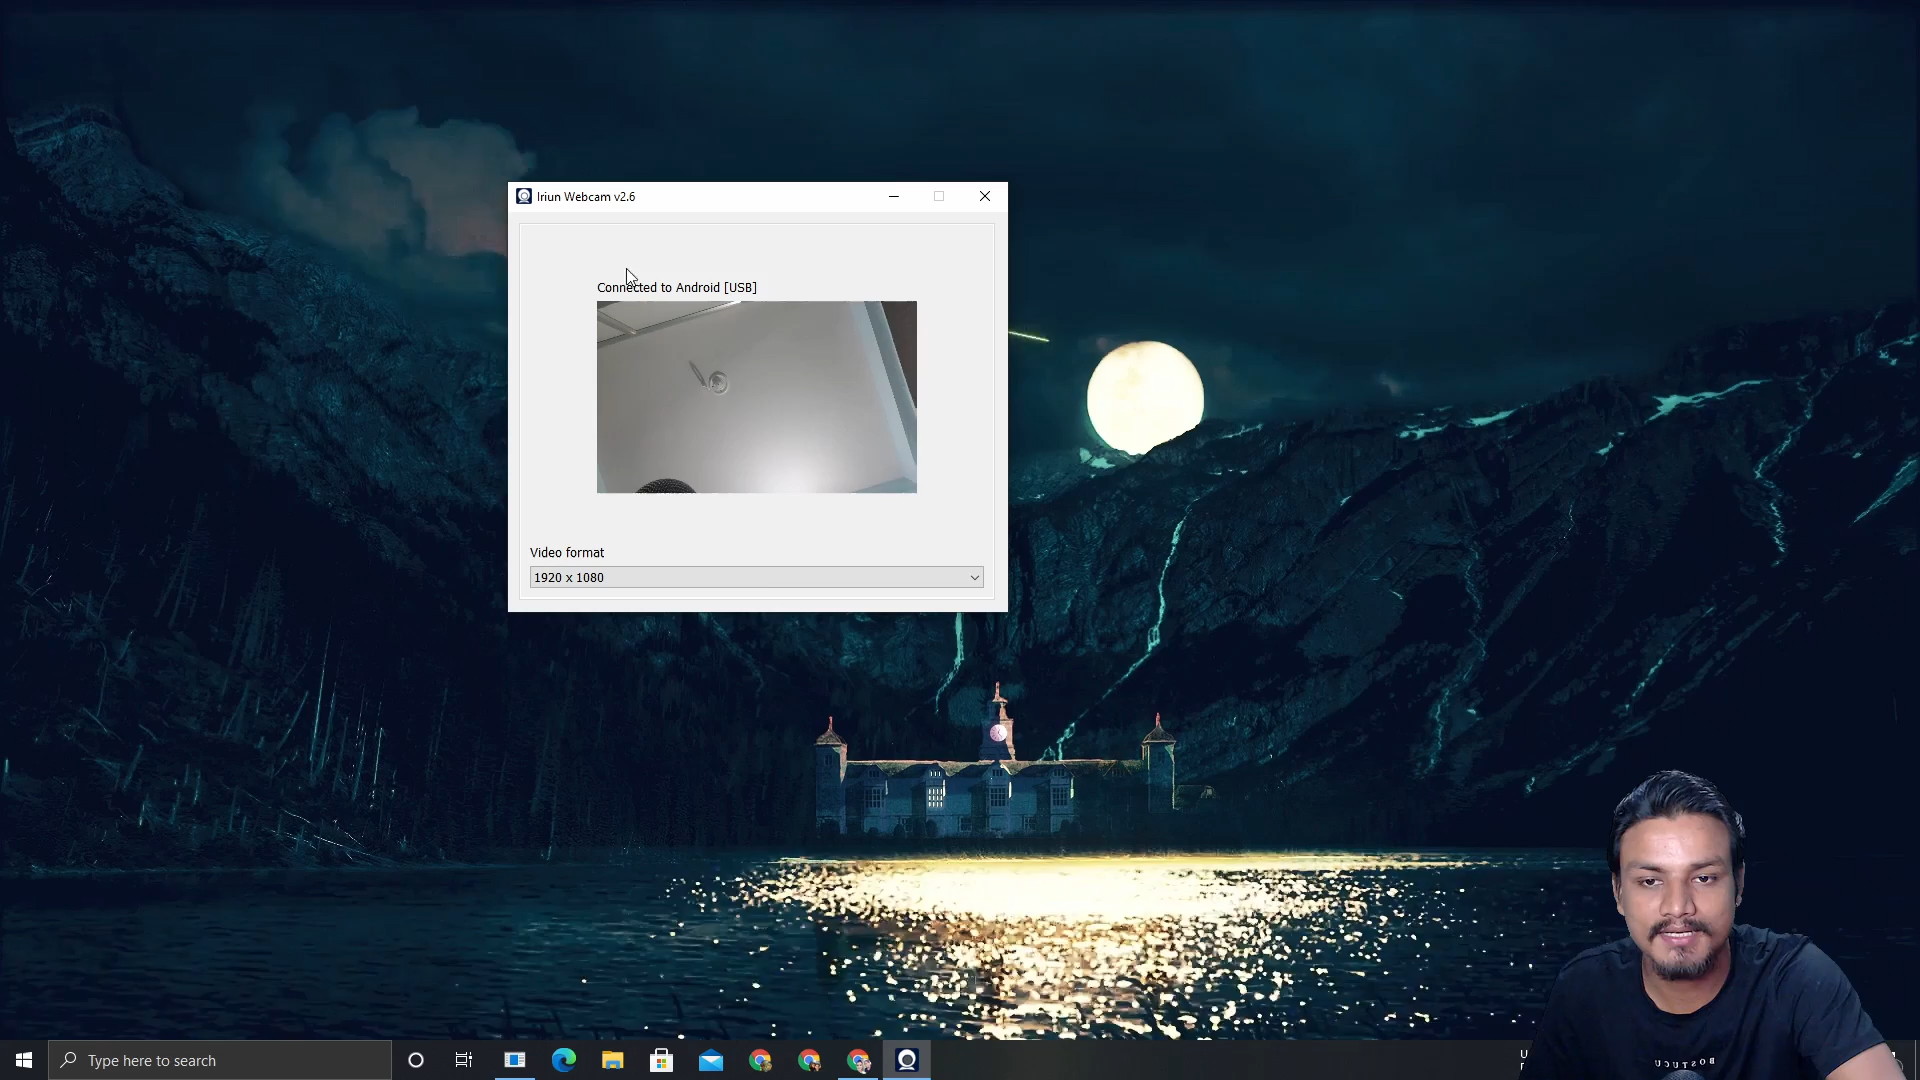 Iriun Webcam v2.6
Connected to Android [USB]
Video format
1920 x 1080
Type here to search
U